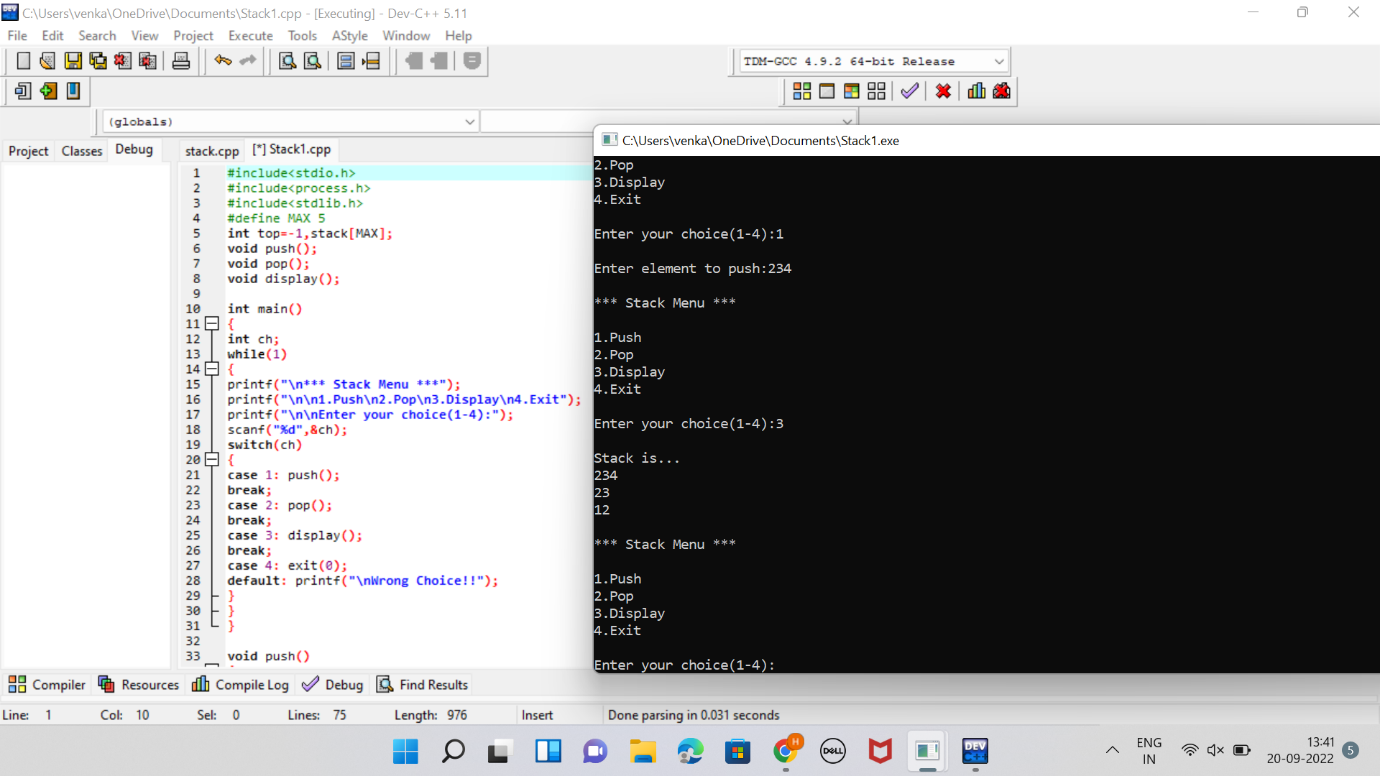 C:\Users\venka\OneDrive\Documents\Stack1.cpp - [Executing] - Dev-C++ 5.11
File Edit Search View Project Execute Tools AStyle Window Help
TDM-GCC 4.9.2 64-bit Release
(globals)
Project Classes Debug
stack.cpp [*] Stack1.cpp
1 #include<stdio.h>
2 #include<process.h>
3 #include<stdlib.h>
4 #define MAX 5
5 int top=-1,stack[MAX];
6 void push();
7 void pop();
8 void display();
9
10 int main()
11 {
12 int ch;
13 while(1)
14 {
15 printf("\n*** Stack Menu ***");
16 printf("\n\n1.Push\n2.Pop\n3.Display\n4.Exit");
17 printf("\n\nEnter your choice(1-4):");
18 scanf("%d",&ch);
19 switch(ch)
20 {
21 case 1: push();
22 break;
23 case 2: pop();
24 break;
25 case 3: display();
26 break;
27 case 4: exit(0);
28 default: printf("\nWrong Choice!!");
29 }
30 }
31 }
32
33 void push()
C:\Users\venka\OneDrive\Documents\Stack1.exe
2.Pop
3.Display
4.Exit
Enter your choice(1-4):1
Enter element to push:234
*** Stack Menu ***
1.Push
2.Pop
3.Display
4.Exit
Enter your choice(1-4):3
Stack is...
234
23
12
*** Stack Menu ***
1.Push
2.Pop
3.Display
4.Exit
Enter your choice(1-4):
Compiler Resources Compile Log Debug Find Results
Line: 1 Col: 10 Sel: 0 Lines: 75 Length: 976 Insert Done parsing in 0.031 seconds
H
DELL
DEV
C++
ENG
IN
13:41
20-09-2022
5